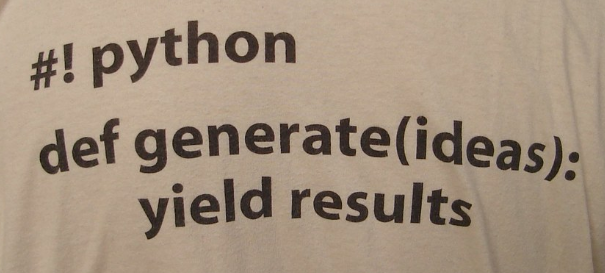 #! python
def generate(ideas):
yield results